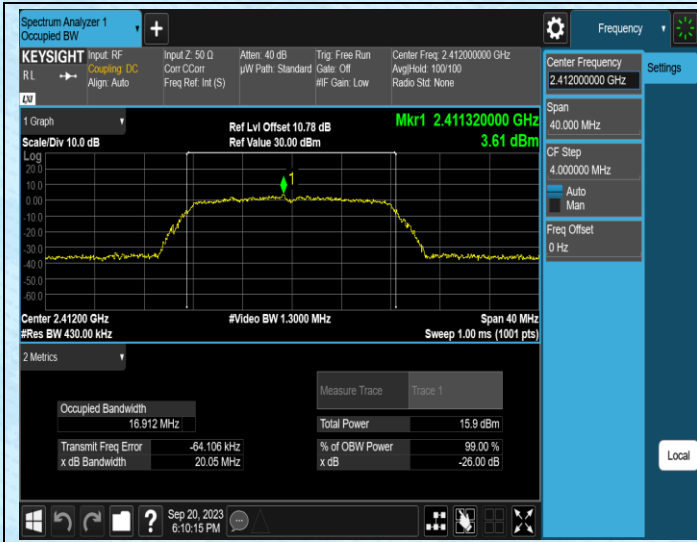 Spectrum Analyzer 1
Occupied BW
+
Frequency
KEYSIGHT
RL
LXI
Input: RF
Coupling: DC
Align: Auto
Input Z: 50 Ω
Corr CCorr
Freq Ref: Int (S)
Atten: 40 dB
µW Path: Standard
Trig: Free Run
Gate: Off
#IF Gain: Low
Center Freq: 2.412000000 GHz
Avg|Hold: 100/100
Radio Std: None
Center Frequency
2.412000000 GHz
Settings
Span
40.000 MHz
CF Step
4.000000 MHz
Auto
Man
Freq Offset
0 Hz
Local
1 Graph
Scale/Div 10.0 dB
Ref Lvl Offset 10.78 dB
Ref Value 30.00 dBm
Mkr1 2.411320000 GHz
3.61 dBm
Log
20.0
10.0
0.00
-10.0
-20.0
-30.0
-40.0
-50.0
-60.0
1
Center 2.41200 GHz
#Res BW 430.00 kHz
#Video BW 1.3000 MHz
Span 40 MHz
Sweep 1.00 ms (1001 pts)
2 Metrics
Measure Trace Trace 1
Occupied Bandwidth
16.912 MHz
Total Power 15.9 dBm
Transmit Freq Error -64.106 kHz
% of OBW Power 99.00 %
x dB Bandwidth 20.05 MHz
x dB -26.00 dB
?
Sep 20, 2023
6:10:15 PM